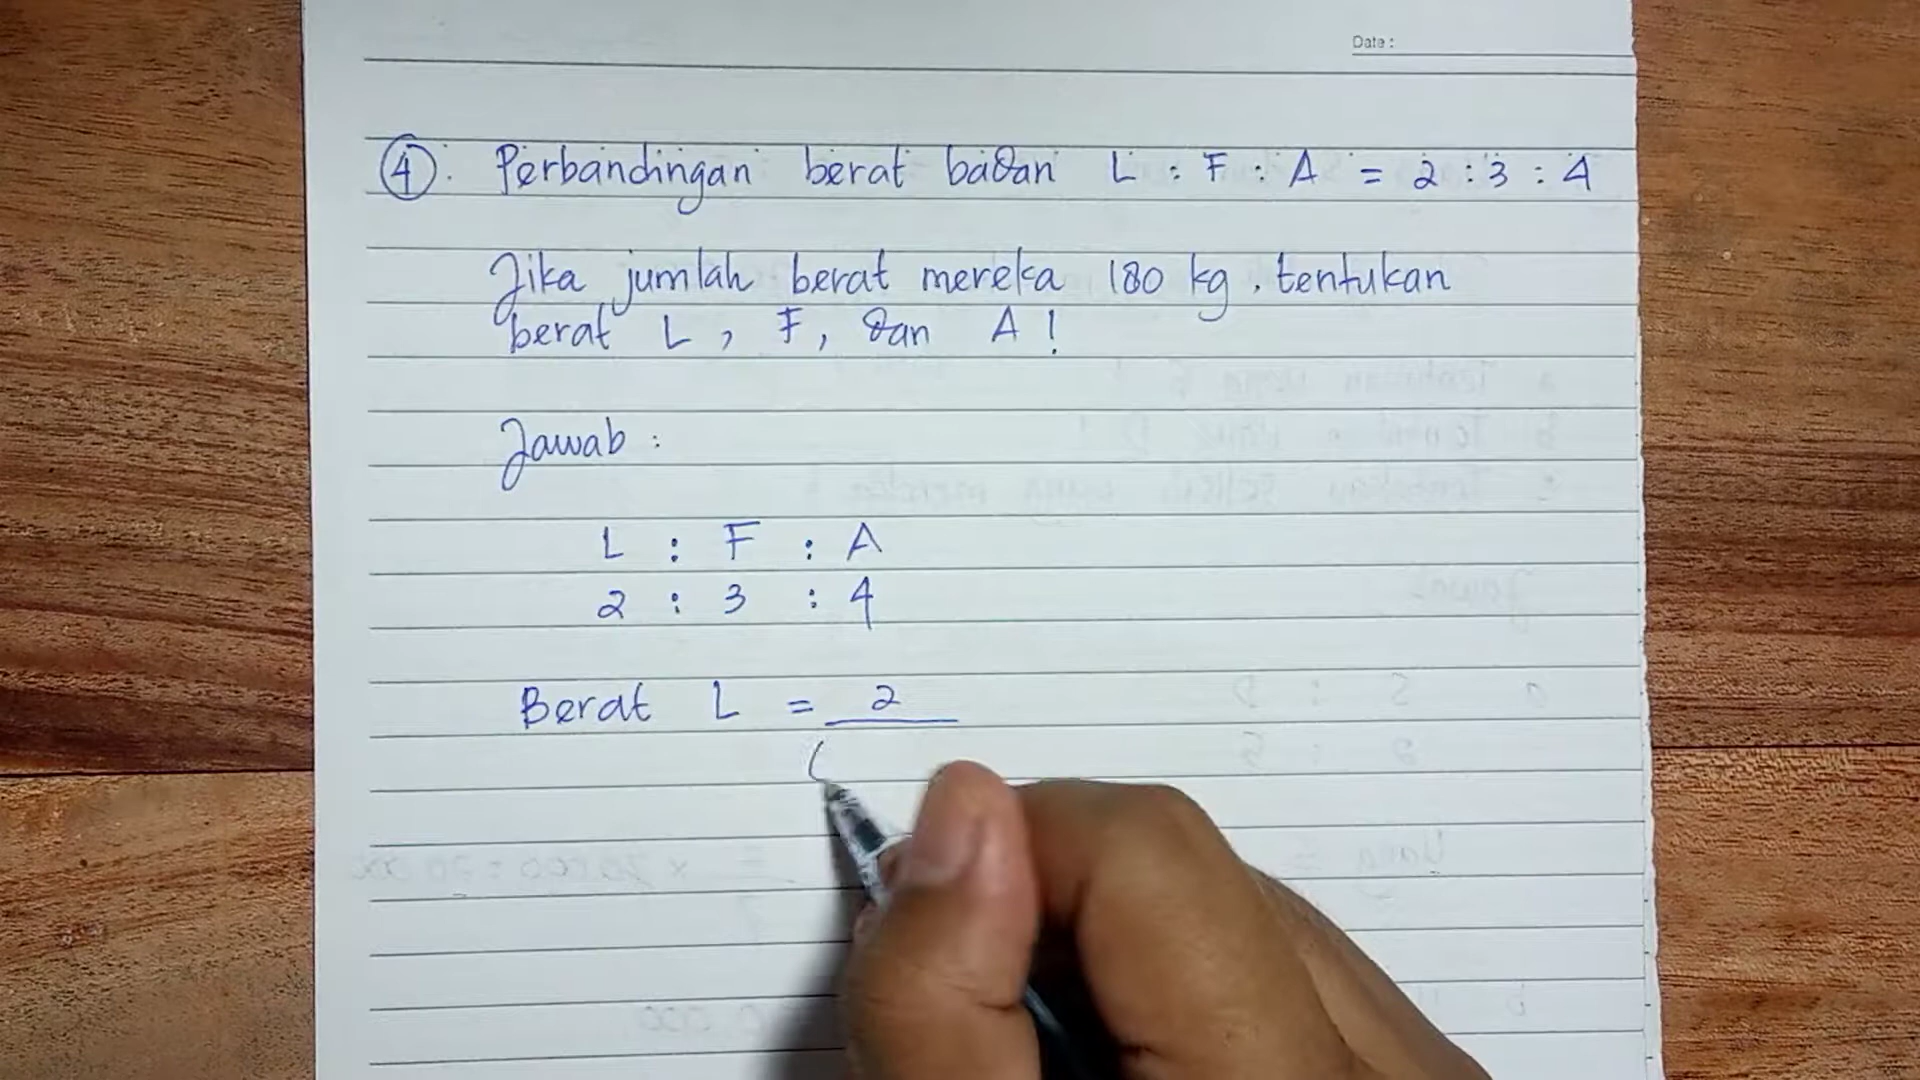 Date :
4. Perbandingan berat badan L : F : A = 2 : 3 : 4
Jika jumlah berat mereka 180 kg, tentukan
berat L, F, dan A !
Jawab :
L : F : A
2 : 3 : 4
Berat L = 2
(